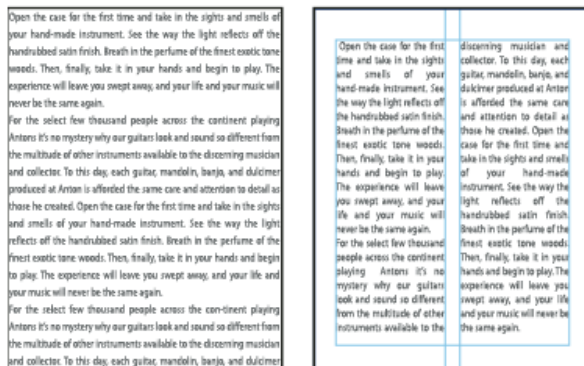 Open the case for the first time and take in the sights and smells of
your hand-made instrument. See the way the light reflects off the
handrubbed satin finish. Breath in the perfume of the finest exotic tone
woods. Then, finally, take it in your hands and begin to play. The
experience will leave you swept away, and your life and your music will
never be the same again.
For the select few thousand people across the continent playing
Antons it's no mystery why our guitars look and sound so different from
the multitude of other instruments available to the discerning musician
and collector. To this day, each guitar, mandolin, banjo, and dulcimer
produced at Anton is afforded the same care and attention to detail as
those he created. Open the case for the first time and take in the sights
and smells of your hand-made instrument. See the way the light
reflects off the handrubbed satin finish. Breath in the perfume of the
finest exotic tone woods. Then, finally, take it in your hands and begin
to play. The experience will leave you swept away, and your life and
your music will never be the same again.
For the select few thousand people across the con-tinent playing
Antons it's no mystery why our guitars look and sound so different from
the multitude of other instruments available to the discerning musician
and collector. To this day, each guitar, mandolin, banjo, and dulcimer
Open the case for the first
time and take in the sights
and smells of your
hand-made instrument. See
the way the light reflects off
the handrubbed satin finish.
Breath in the perfume of the
finest exotic tone woods.
Then, finally, take it in your
hands and begin to play.
The experience will leave
you swept away, and your
life and your music will
never be the same again.
For the select few thousand
people across the continent
playing Antons it's no
mystery why our guitars
look and sound so different
from the multitude of other
instruments available to the
discerning musician and
collector. To this day, each
guitar, mandolin, banjo, and
dulcimer produced at Anton
is afforded the same care
and attention to detail as
those he created. Open the
case for the first time and
take in the sights and smells
of your hand-made
instrument. See the way the
light reflects off the
handrubbed satin finish.
Breath in the perfume of the
finest exotic tone woods.
Then, finally, take it in your
hands and begin to play. The
experience will leave you
swept away, and your life
and your music will never be
the same again.